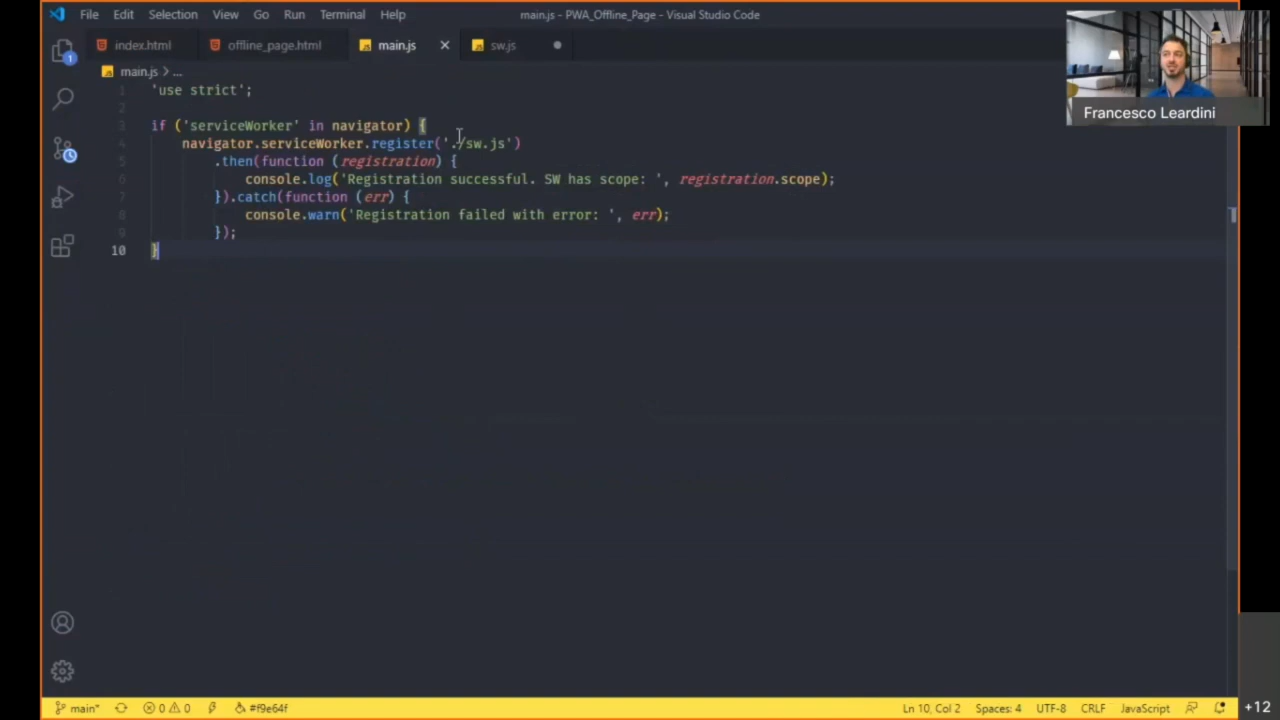 File Edit Selection View Go Run Terminal Help main.js - PWA_Offline_Page - Visual Studio Code
index.html offline_page.html main.js sw.js
main.js > ...
1 'use strict';
2
3 if ('serviceWorker' in navigator) {
4 navigator.serviceWorker.register('./sw.js')
5 .then(function (registration) {
6 console.log('Registration successful. SW has scope: ', registration.scope);
7 }).catch(function (err) {
8 console.warn('Registration failed with error: ', err);
9 });
10 }
Francesco Leardini
1
main* 0 0 #f9e64f Ln 10, Col 2 Spaces: 4 UTF-8 CRLF JavaScript
+12